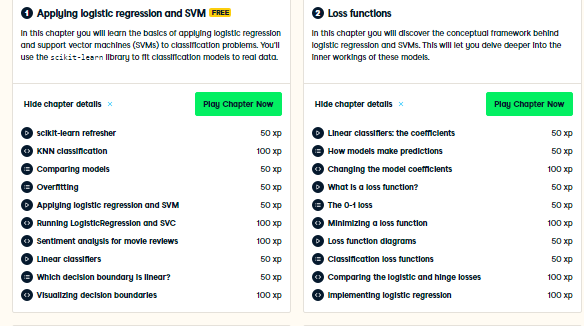 1 Applying logistic regression and SVM FREE
In this chapter you will learn the basics of applying logistic regression
and support vector machines (SVMs) to classification problems. You'll
use the scikit-learn library to fit classification models to real data.
Hide chapter details
Play Chapter Now
scikit-learn refresher 50 xp
KNN classification 100 xp
Comparing models 50 xp
Overfitting 50 xp
Applying logistic regression and SVM 50 xp
Running LogisticRegression and SVC 100 xp
Sentiment analysis for movie reviews 100 xp
Linear classifiers 50 xp
Which decision boundary is linear? 50 xp
Visualizing decision boundaries 100 xp
2 Loss functions
In this chapter you will discover the conceptual framework behind
logistic regression and SVMs. This will let you delve deeper into the
inner workings of these models.
Hide chapter details
Play Chapter Now
Linear classifiers: the coefficients 50 xp
How models make predictions 50 xp
Changing the model coefficients 100 xp
What is a loss function? 50 xp
The 0-1 loss 50 xp
Minimizing a loss function 100 xp
Loss function diagrams 50 xp
Classification loss functions 50 xp
Comparing the logistic and hinge losses 100 xp
Implementing logistic regression 100 xp